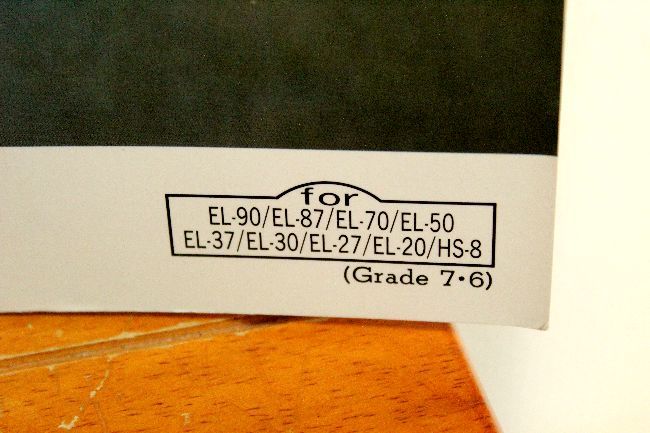 for
EL-90/EL-87/EL-70/EL-50
EL-37/EL-30/EL-27/EL-20/HS-8
(Grade 7・6)